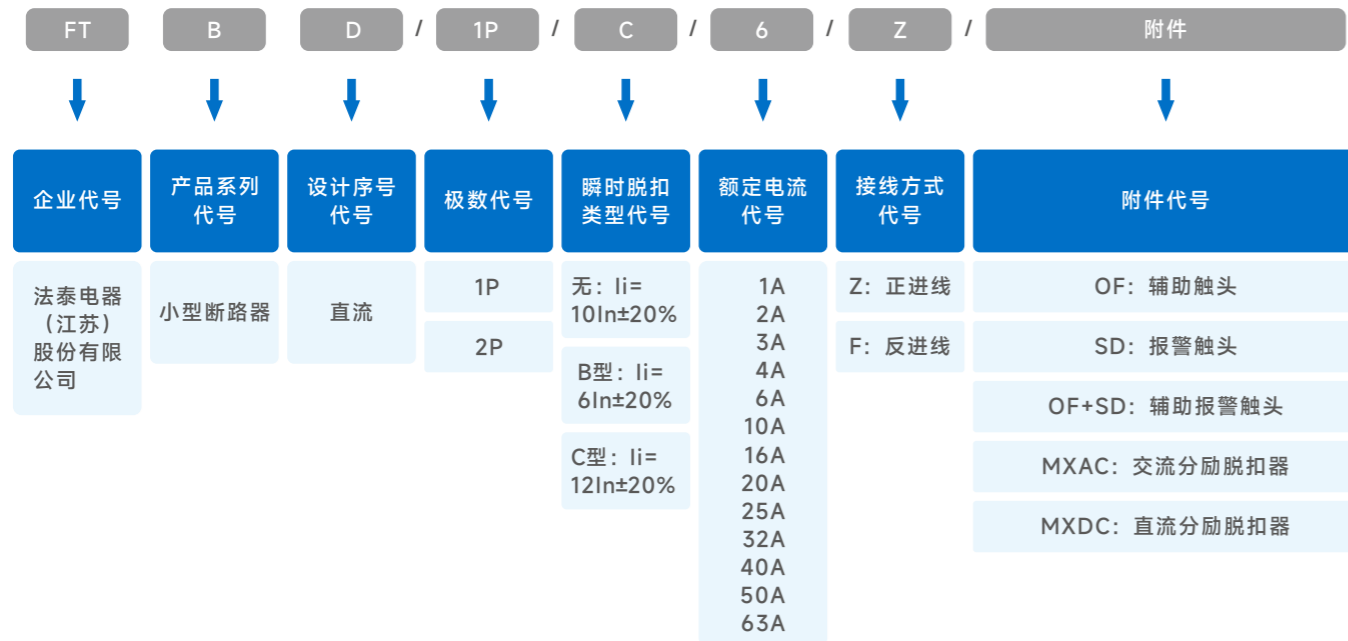 FT B D / 1P / C / 6 / Z / 附件
企业代号
产品系列
代号
设计序号
代号
极数代号
瞬时脱扣
类型代号
额定电流
代号
接线方式
代号
附件代号
法泰电器
（江苏）
股份有限
公司
小型断路器
直流
1P
2P
无：Ii=
10In±20%
B型：Ii=
6In±20%
C型：Ii=
12In±20%
1A
2A
3A
4A
6A
10A
16A
20A
25A
32A
40A
50A
63A
Z：正进线
F：反进线
OF：辅助触头
SD：报警触头
OF+SD：辅助报警触头
MXAC：交流分励脱扣器
MXDC：直流分励脱扣器